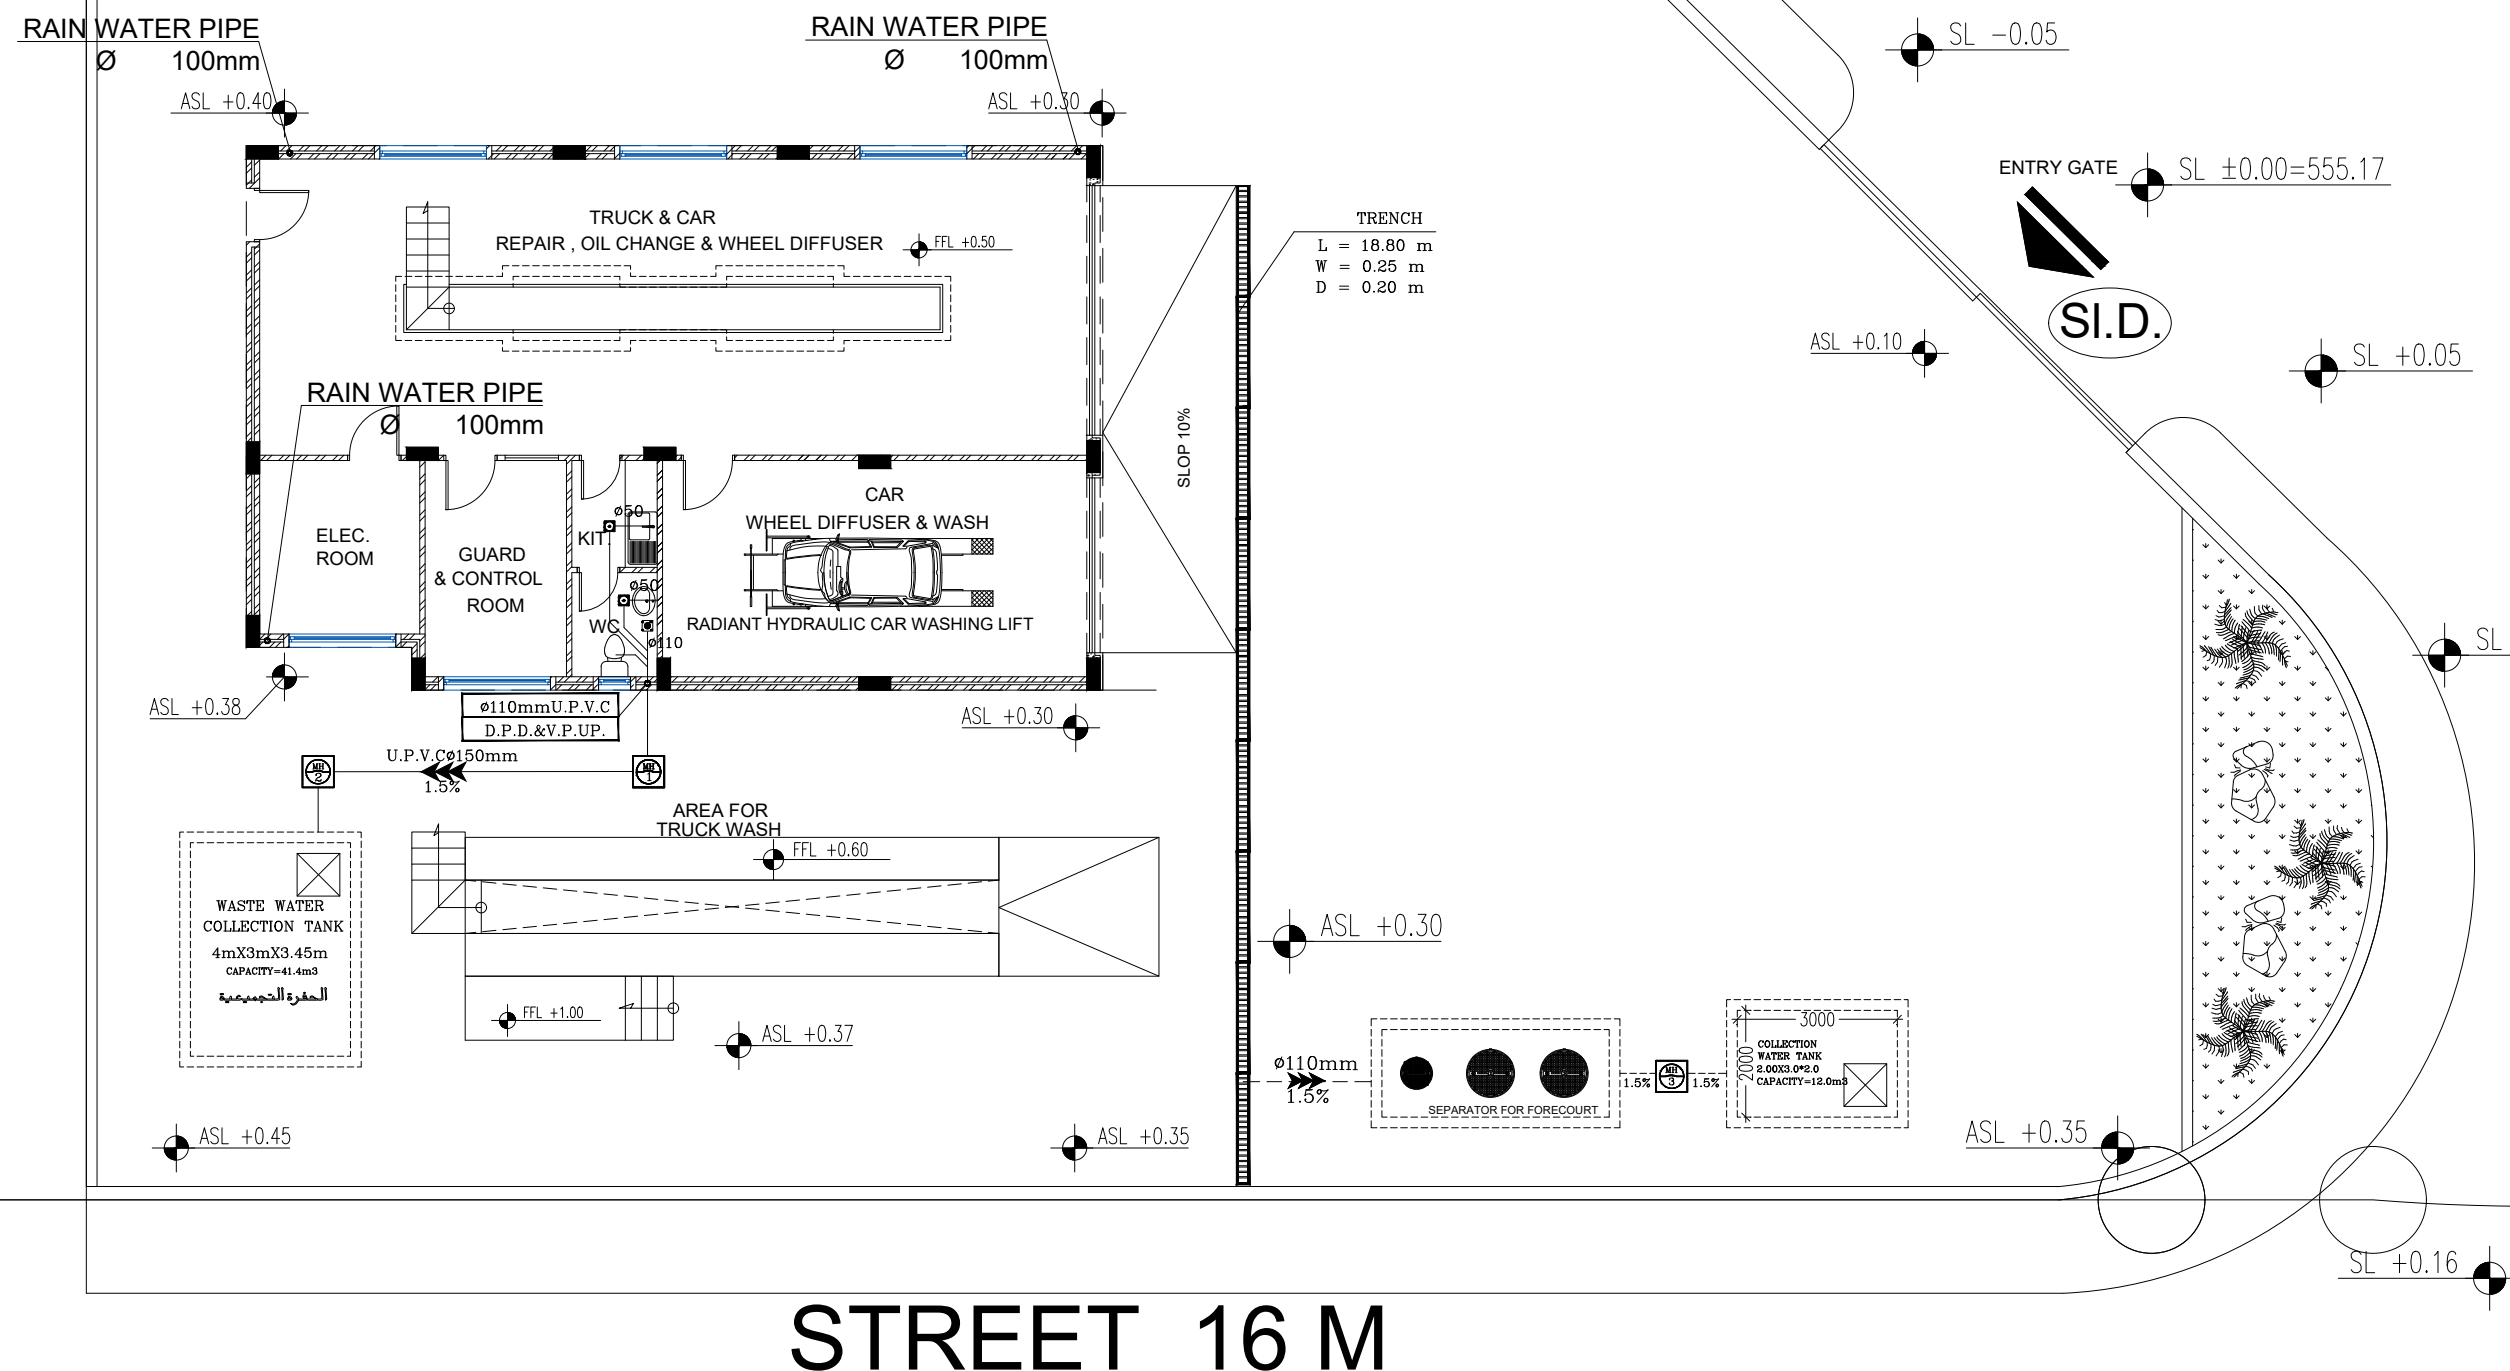 RAIN WATER PIPE
Ø 100mm
RAIN WATER PIPE
Ø 100mm
SL -0.05
ASL +0.40
ASL +0.30
ENTRY GATE
SL ±0.00=555.17
TRUCK & CAR
REPAIR , OIL CHANGE & WHEEL DIFFUSER
FFL +0.50
TRENCH
L = 18.80 m
W = 0.25 m
D = 0.20 m
SI.D.
ASL +0.10
SL +0.05
RAIN WATER PIPE
Ø 100mm
SLOP 10%
CAR
WHEEL DIFFUSER & WASH
RADIANT HYDRAULIC CAR WASHING LIFT
ELEC.
ROOM
GUARD
& CONTROL
ROOM
KIT.
ø50
ø50
WC
ø110
SL
ASL +0.38
ASL +0.30
ø110mmU.P.V.C
D.P.D.&V.P.UP.
U.P.V.Cø150mm
1.5%
MH
2
MH
1
AREA FOR
TRUCK WASH
FFL +0.60
WASTE WATER
COLLECTION TANK
4mX3mX3.45m
CAPACITY=41.4m3
الحفرة التجميعية
FFL +1.00
ASL +0.37
ASL +0.30
ø110mm
1.5%
SEPARATOR FOR FORECOURT
1.5%
MH
3
1.5%
3000
2000
COLLECTION
WATER TANK
2.00X3.0*2.0
CAPACITY=12.0m3
ASL +0.45
ASL +0.35
ASL +0.35
SL +0.16
STREET 16 M